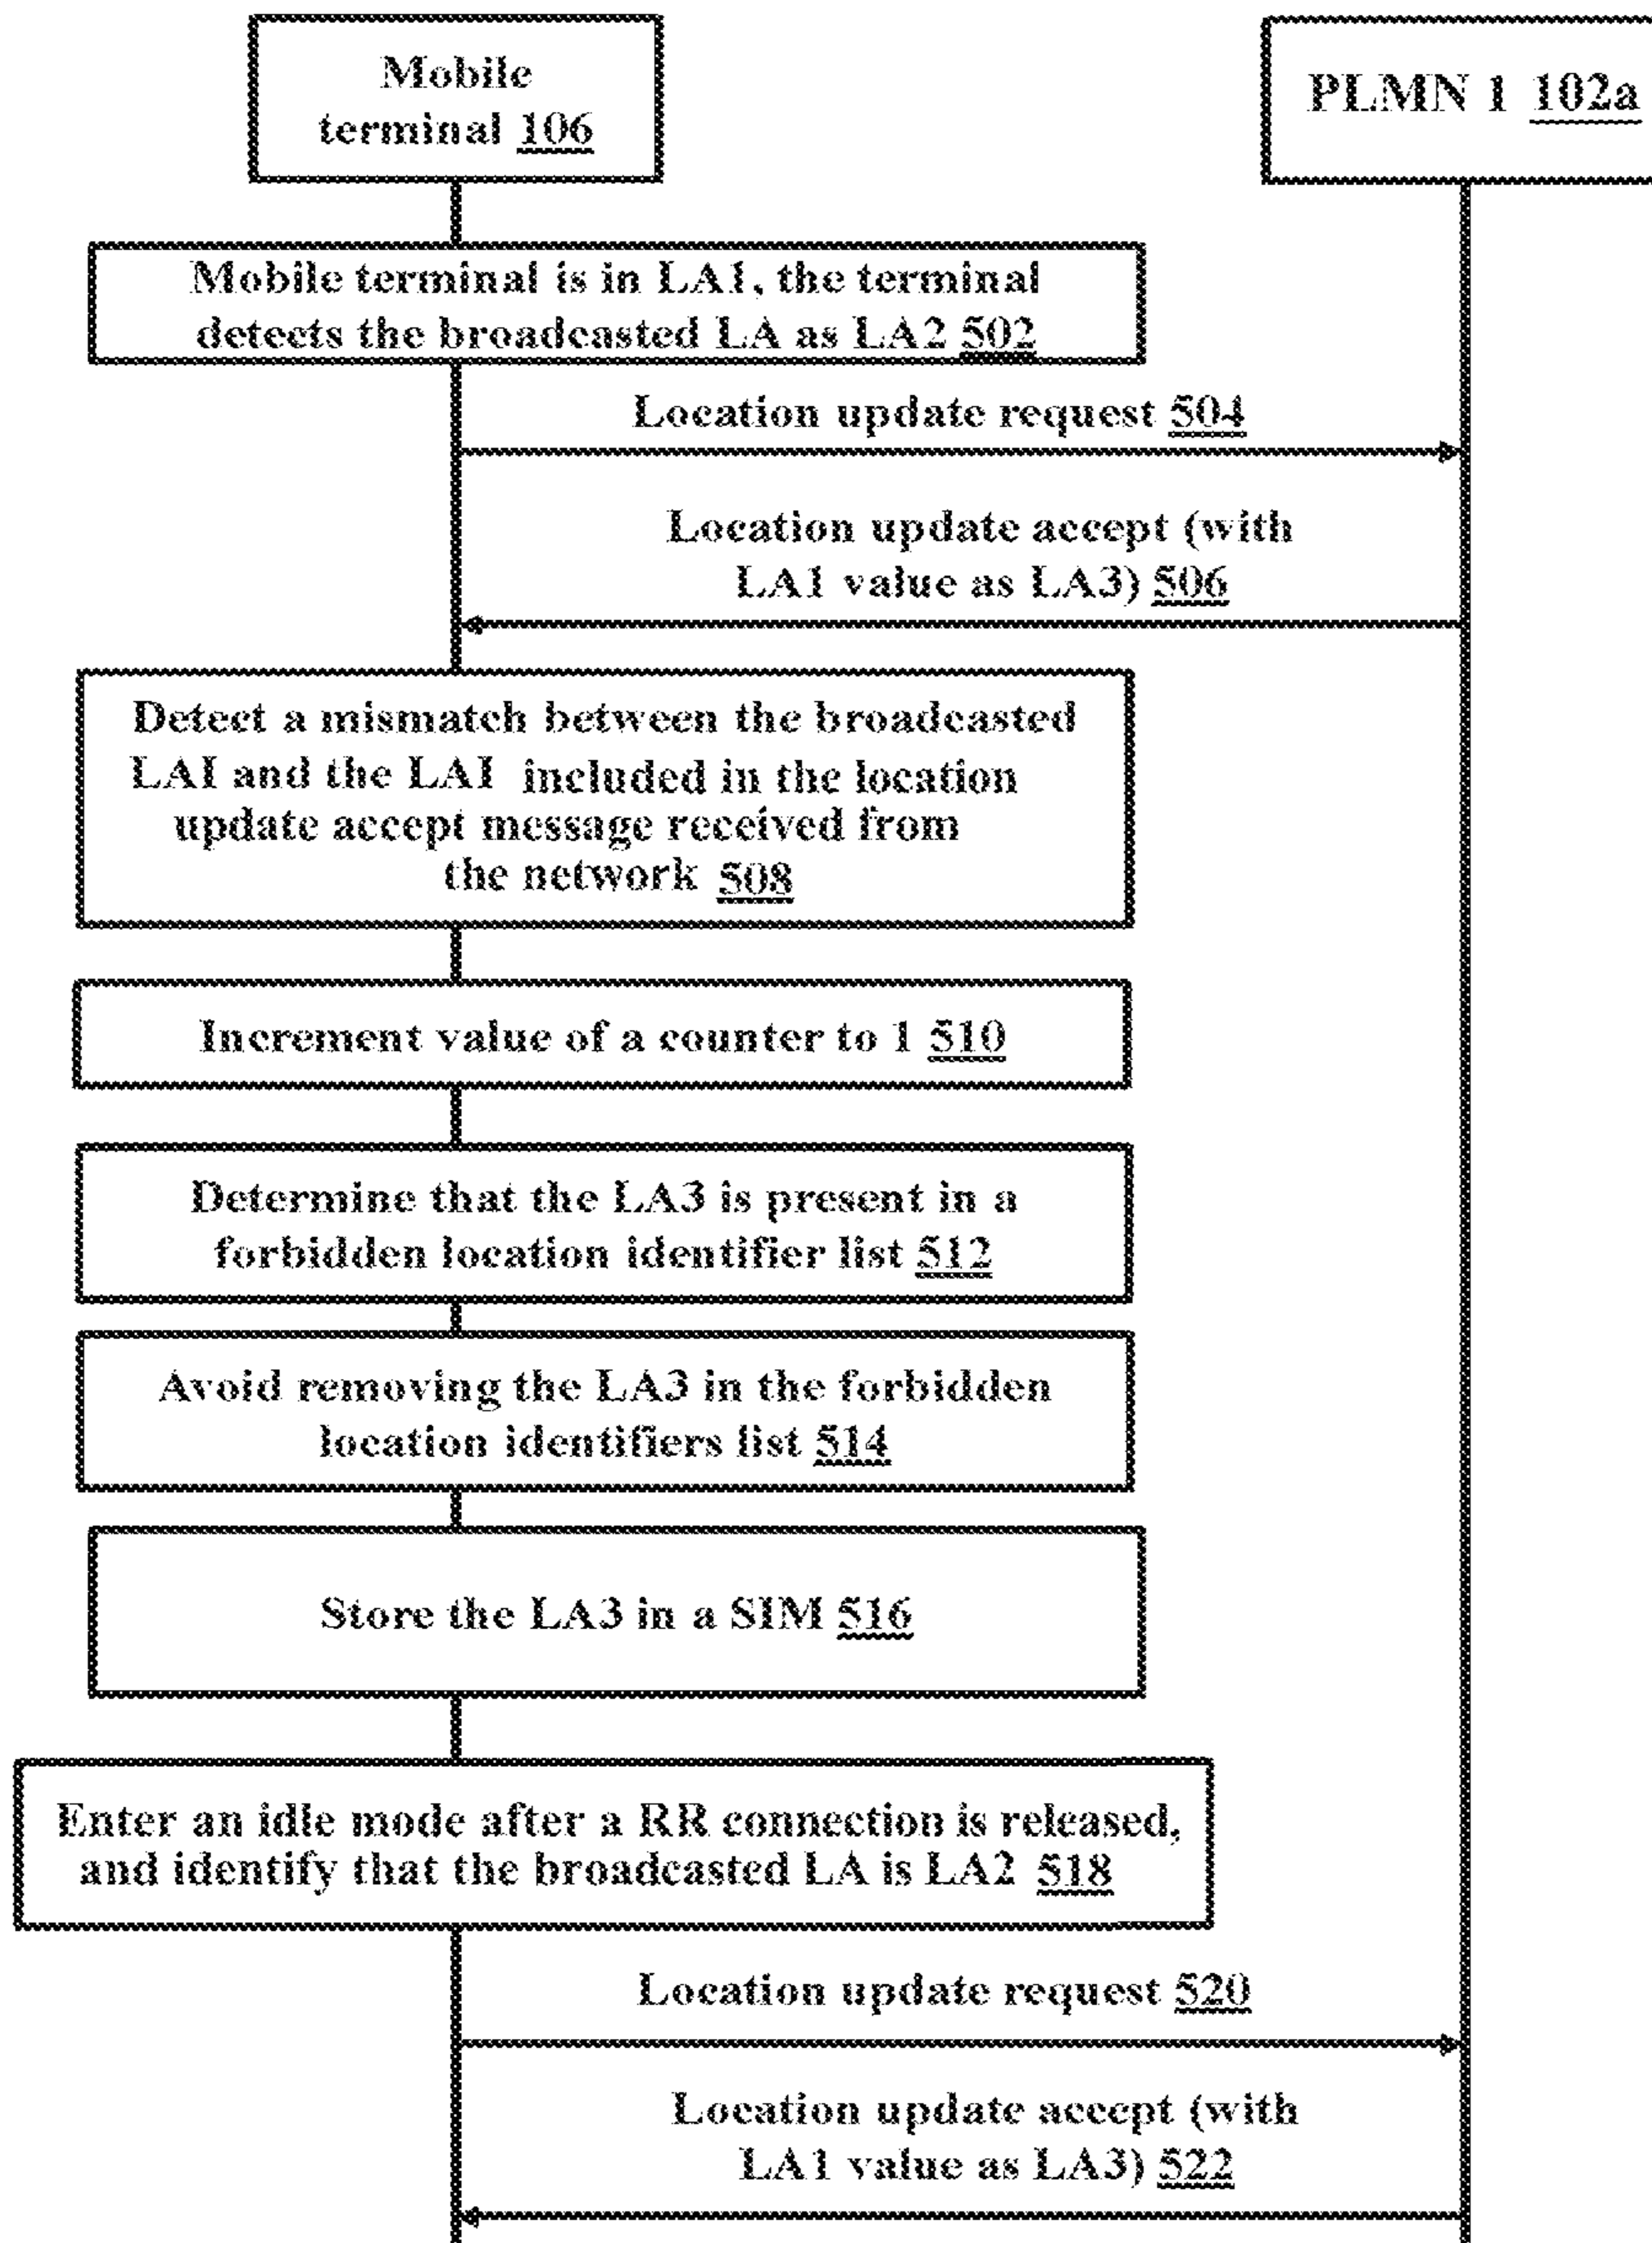 Mobile
terminal 106
PLMN 1 102a
Mobile terminal is in LA1, the terminal
detects the broadcasted LA as LA2 502
Location update request 504
Location update accept (with
LA1 value as LA3) 506
Detect a mismatch between the broadcasted
LAI and the LAI included in the location
update accept message received from
the network 508
Increment value of a counter to 1 510
Determine that the LA3 is present in a
forbidden location identifier list 512
Avoid removing the LA3 in the forbidden
location identifiers list 514
Store the LA3 in a SIM 516
Enter an idle mode after a RR connection is released,
and identify that the broadcasted LA is LA2 518
Location update request 520
Location update accept (with
LA1 value as LA3) 522